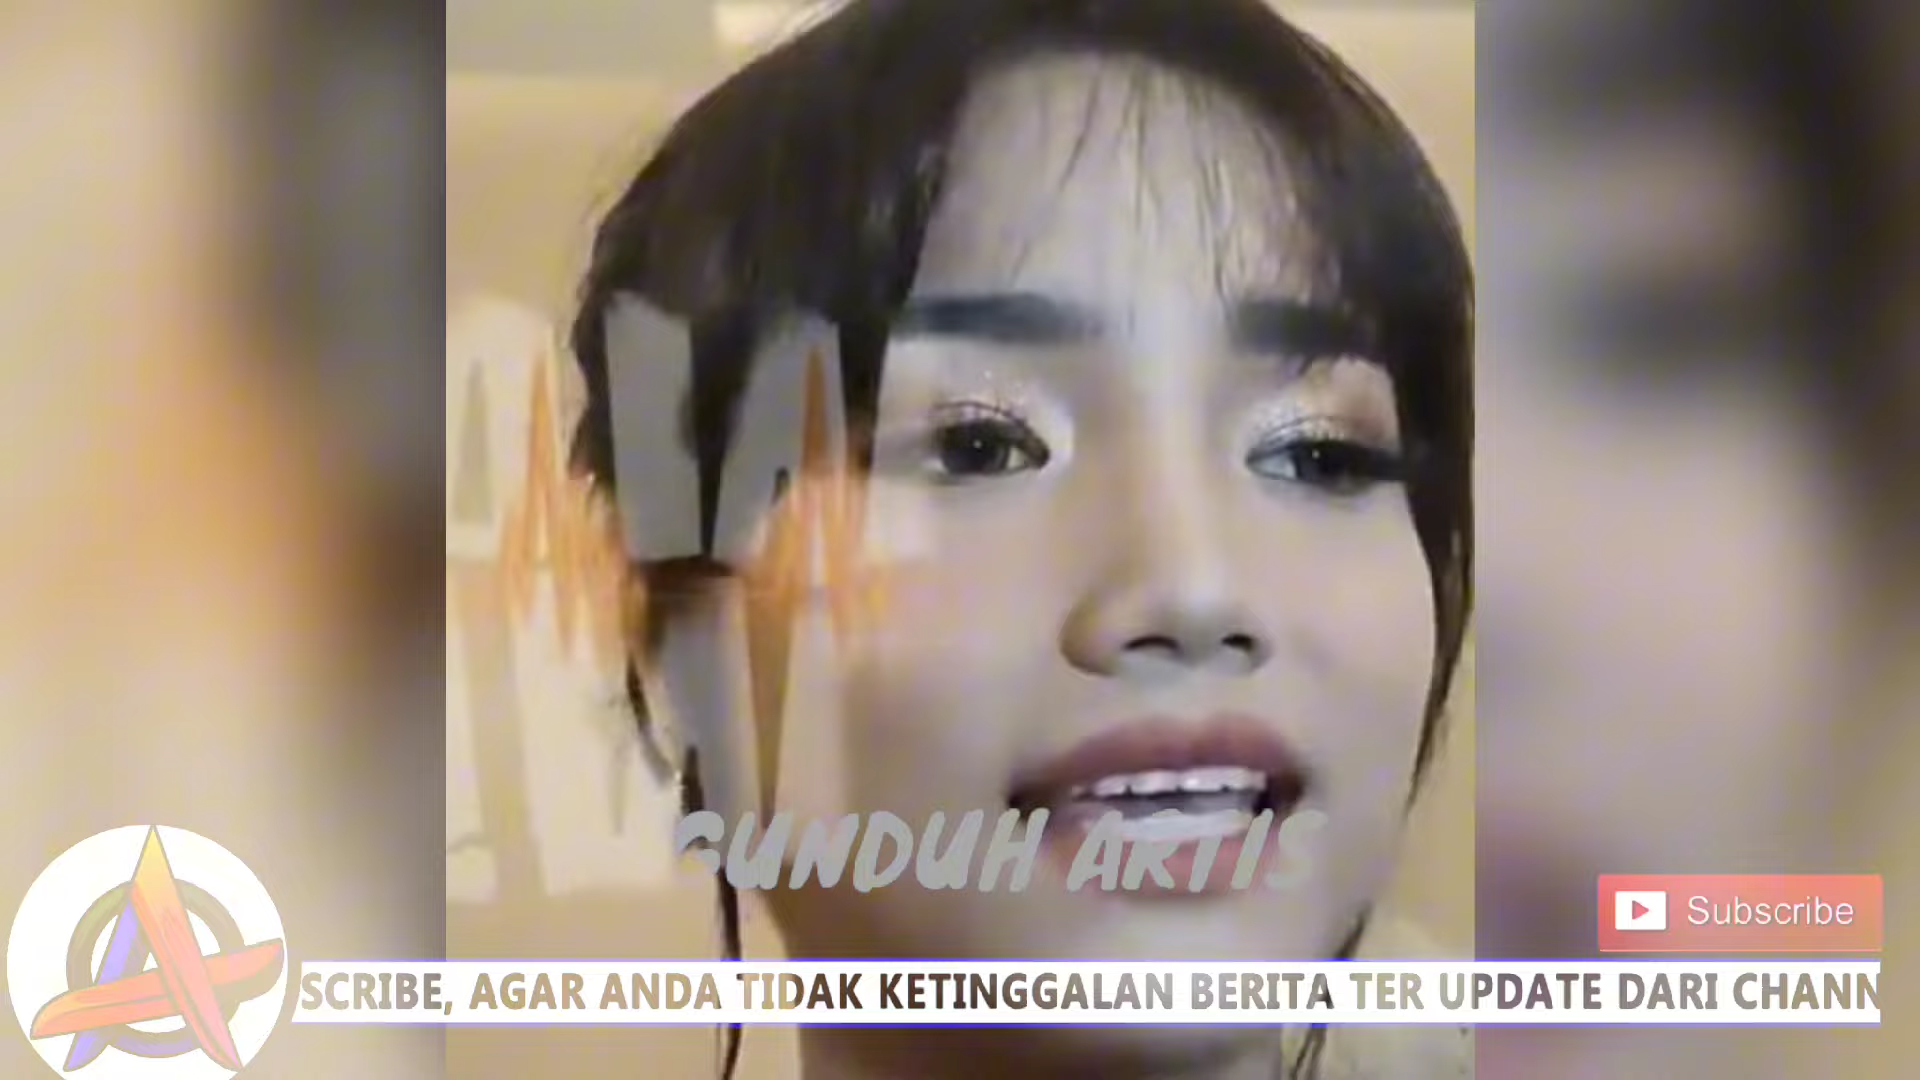 GUNDUH ARTIS
Subscribe
SCRIBE, AGAR ANDA TIDAK KETINGGALAN BERITA TER UPDATE DARI CHANN